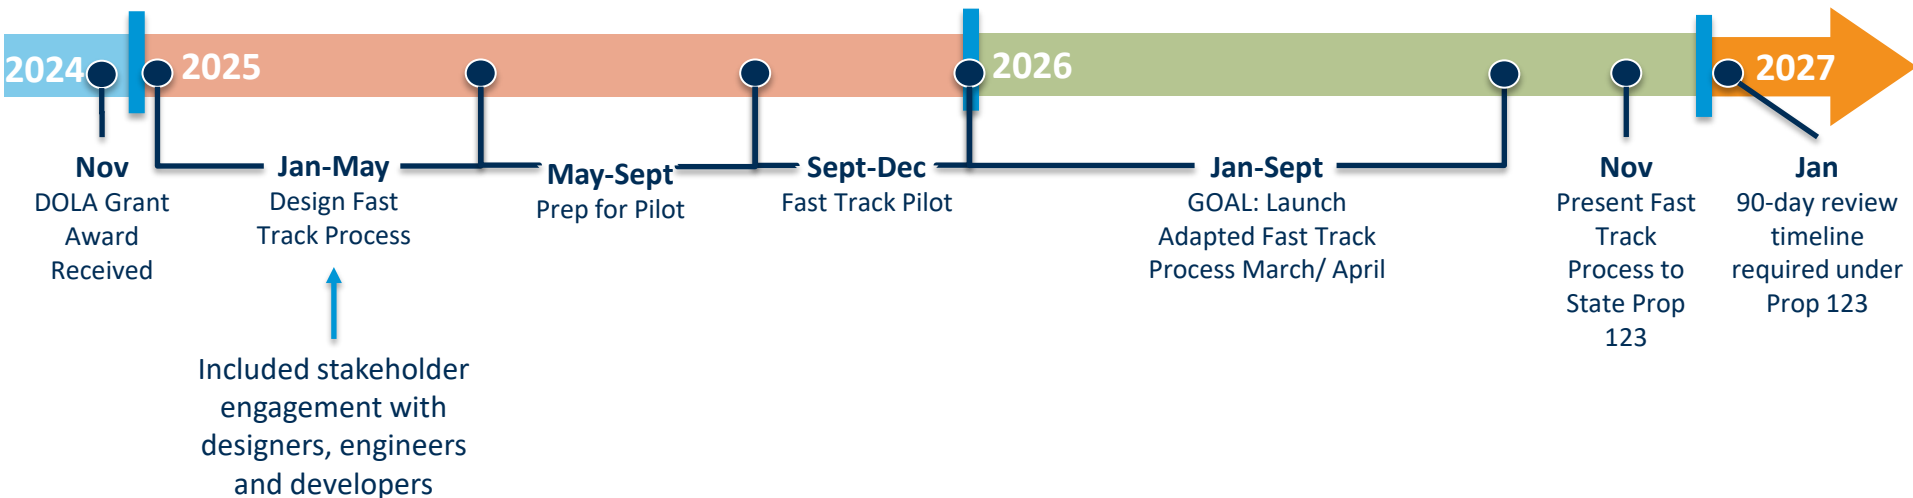 2024
2025
2026
2027
Nov
DOLA Grant
Award
Received
Jan-May
Design Fast
Track Process
Included stakeholder
engagement with
designers, engineers
and developers
May-Sept
Prep for Pilot
Sept-Dec
Fast Track Pilot
Jan-Sept
GOAL: Launch
Adapted Fast Track
Process March/ April
Nov
Present Fast
Track
Process to
State Prop
123
Jan
90-day review
timeline
required under
Prop 123